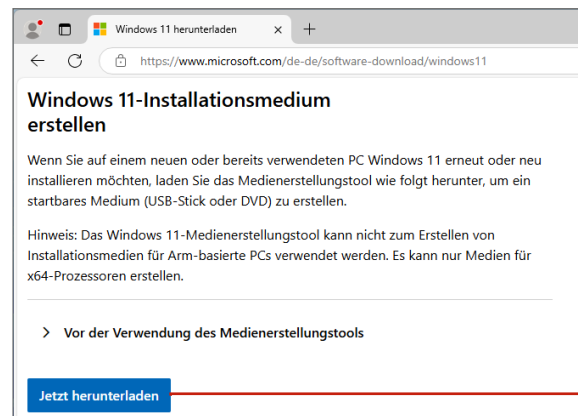 Windows 11 herunterladen
https://www.microsoft.com/de-de/software-download/windows11
Windows 11-Installationsmedium
erstellen
Wenn Sie auf einem neuen oder bereits verwendeten PC Windows 11 erneut oder neu
installieren möchten, laden Sie das Medienerstellungstool wie folgt herunter, um ein
startbares Medium (USB-Stick oder DVD) zu erstellen.
Hinweis: Das Windows 11-Medienerstellungstool kann nicht zum Erstellen von
Installationsmedien für Arm-basierte PCs verwendet werden. Es kann nur Medien für
x64-Prozessoren erstellen.
Vor der Verwendung des Medienerstellungstools
Jetzt herunterladen